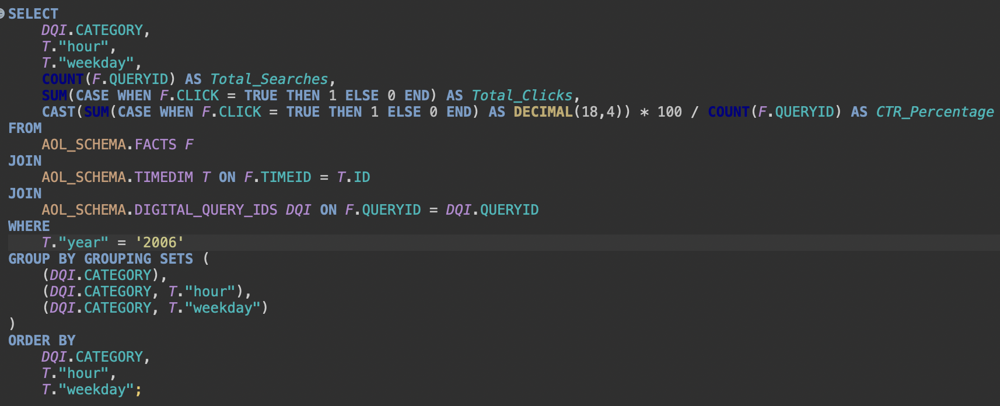 SELECT
    DQI.CATEGORY,
    T."hour",
    T."weekday",
    COUNT(F.QUERYID) AS Total_Searches,
    SUM(CASE WHEN F.CLICK = TRUE THEN 1 ELSE 0 END) AS Total_Clicks,
    CAST(SUM(CASE WHEN F.CLICK = TRUE THEN 1 ELSE 0 END) AS DECIMAL(18,4)) * 100 / COUNT(F.QUERYID) AS CTR_Percentage
FROM
    AOL_SCHEMA.FACTS F
JOIN
    AOL_SCHEMA.TIMEDIM T ON F.TIMEID = T.ID
JOIN
    AOL_SCHEMA.DIGITAL_QUERY_IDS DQI ON F.QUERYID = DQI.QUERYID
WHERE
    T."year" = '2006'
GROUP BY GROUPING SETS (
    (DQI.CATEGORY),
    (DQI.CATEGORY, T."hour"),
    (DQI.CATEGORY, T."weekday")
)
ORDER BY
    DQI.CATEGORY,
    T."hour",
    T."weekday";